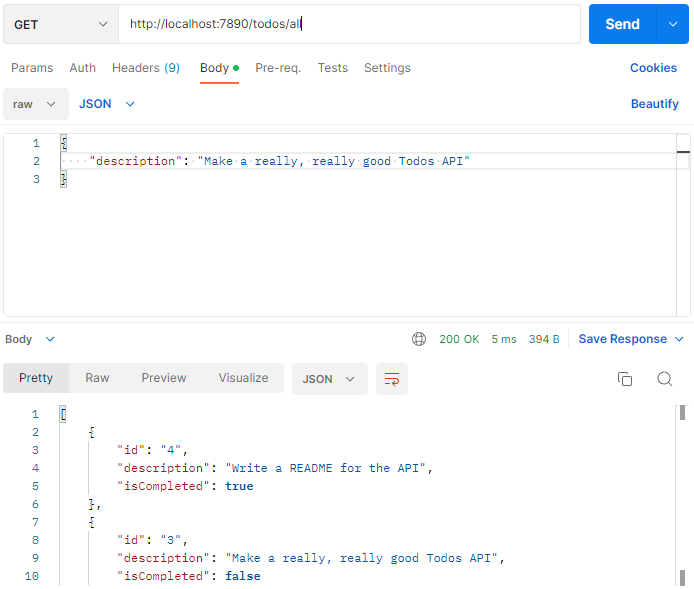 GET http://localhost:7890/todos/all Send
Params Auth Headers (9) Body Pre-req. Tests Settings Cookies
raw JSON Beautify
1 {
2 "description": "Make a really, really good Todos API"
3 }
Body 200 OK 5 ms 394 B Save Response
Pretty Raw Preview Visualize JSON
1 [
2 {
3 "id": "4",
4 "description": "Write a README for the API",
5 "isCompleted": true
6 },
7 {
8 "id": "3",
9 "description": "Make a really, really good Todos API",
10 "isCompleted": false